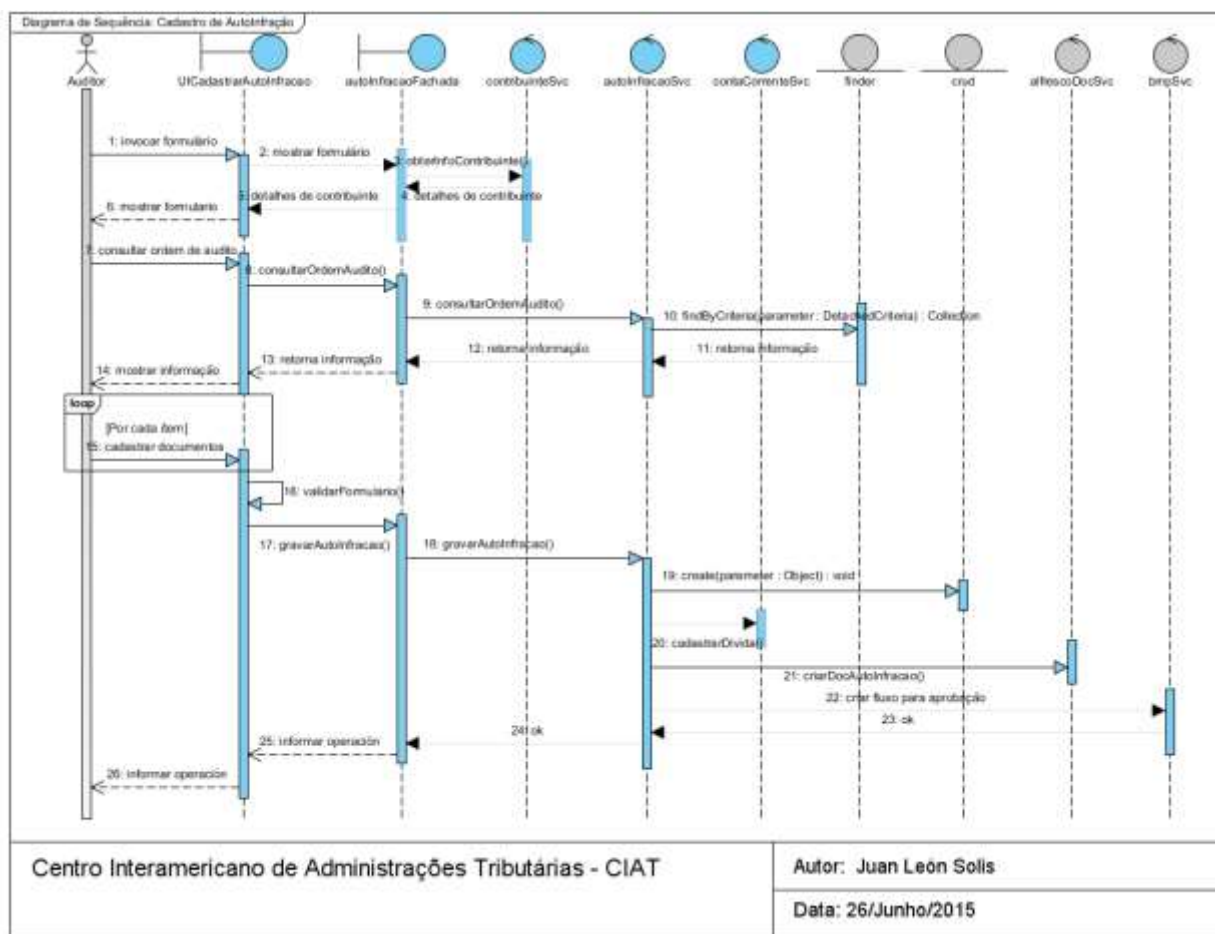 Diagrama de Sequência: Cadastro de AutoInfração
Auditor
UICadastrarAutoInfracao
autoInfracaoFachada
contribuinteSvc
autoInfracaoSvc
contaCorrenteSvc
finder
crud
alfrescoDocSvc
bmpSvc
1: invocar formulário
2: mostrar formulário
3: obterInfoContribuinte()
4: detalhes de contribuinte
5: detalhes de contribuinte
6: mostrar formulario
7: consultar ordem de audito
8: consultarOrdemAudito()
9: consultarOrdemAudito()
10: findByCriteria(parameter : DetachedCriteria) : Collection
11: retorna informação
12: retorna informação
13: retorna informação
14: mostrar informação
loop
[Por cada item]
15: cadastrar documentos
16: validarFormulario()
17: gravarAutoInfracao()
18: gravarAutoInfracao()
19: create(parameter : Object) : void
20: cadastrarDivida()
21: criarDocAutoInfracao()
22: criar fluxo para aprobação
23: ok
24: ok
25: informar operación
26: informar operación
Centro Interamericano de Administrações Tributárias - CIAT
Autor: Juan León Solis
Data: 26/Junho/2015